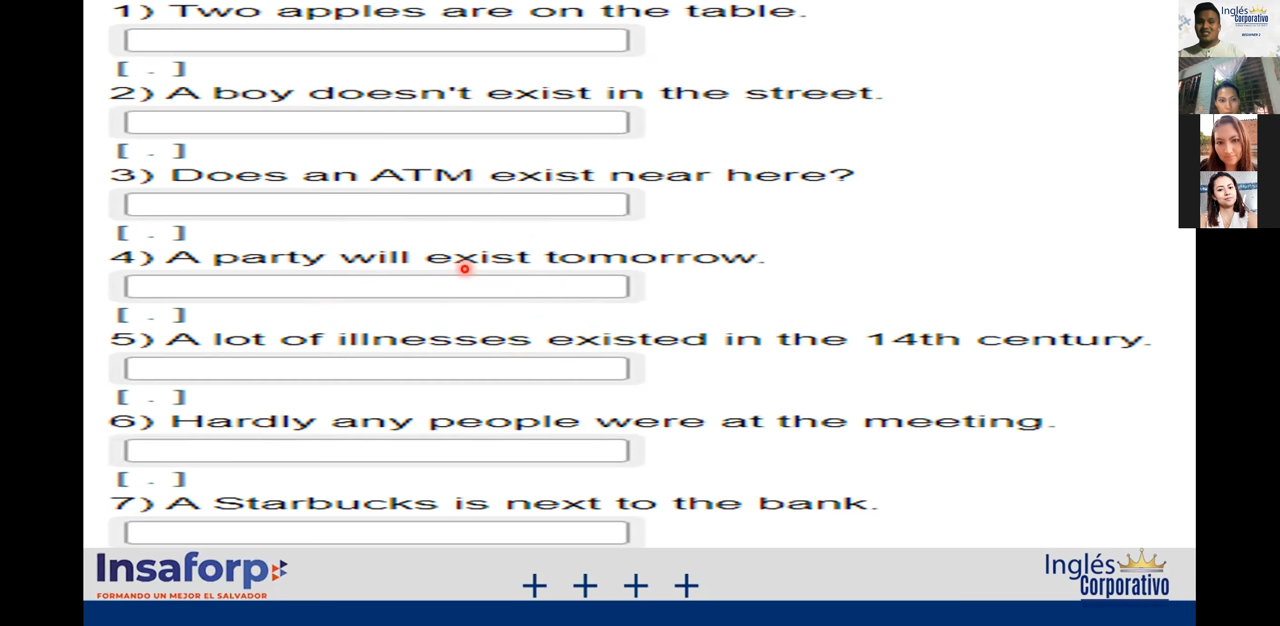 1) Two apples are on the table.
[ . ]
2) A boy doesn't exist in the street.
[ . ]
3) Does an ATM exist near here?
[ . ]
4) A party will exist tomorrow.
[ . ]
5) A lot of illnesses existed in the 14th century.
[ . ]
6) Hardly any people were at the meeting.
[ . ]
7) A Starbucks is next to the bank.
Insaforp
FORMANDO UN MEJOR EL SALVADOR
+ + + +
Inglés
Corporativo
Inglés
Corporativo